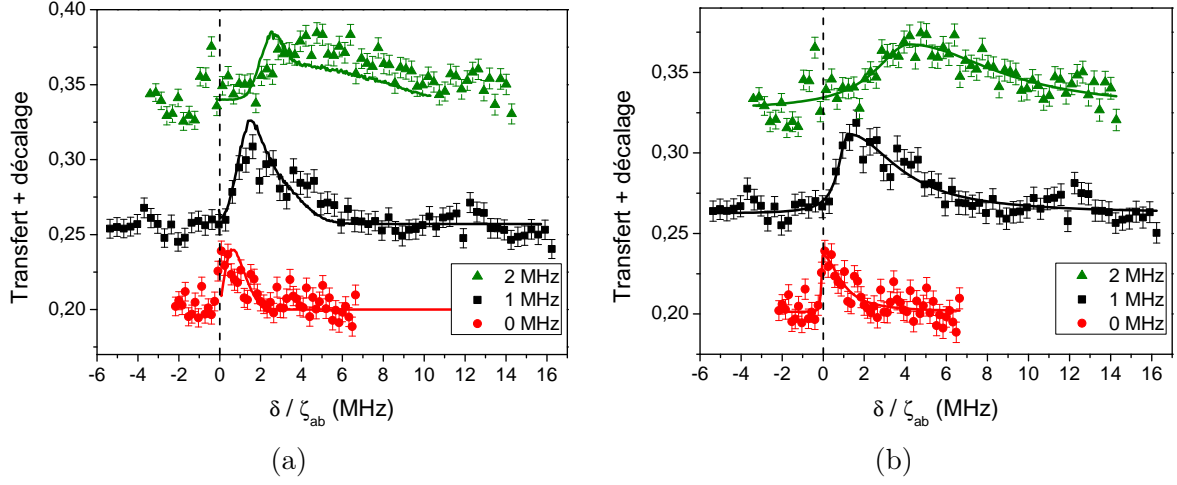 0,40
0,35
0,30
0,25
0,20
Transfert + décalage
-6 -4 -2 0 2 4 6 8 10 12 14 16
δ / ζab (MHz)
2 MHz
1 MHz
0 MHz
(a)
0,40
0,35
0,30
0,25
0,20
Transfert + décalage
-6 -4 -2 0 2 4 6 8 10 12 14 16
δ / ζab (MHz)
2 MHz
1 MHz
0 MHz
(b)